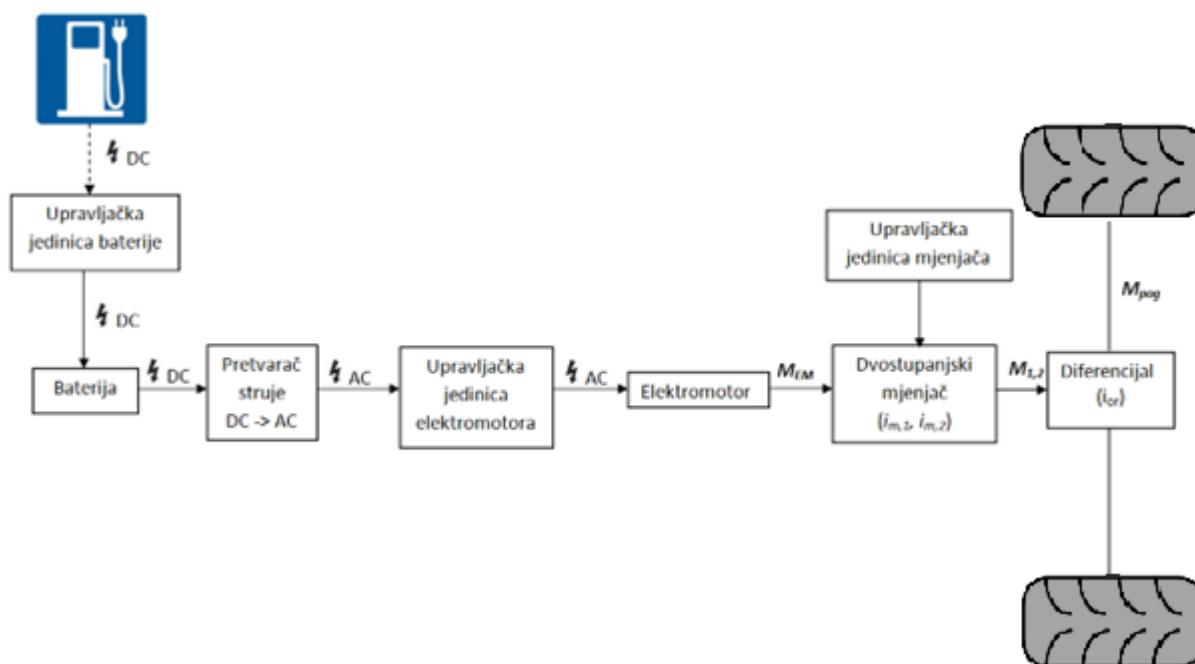 DC
Upravljačka
jedinica baterije
DC
Baterija
DC
Pretvarač
struje
DC -> AC
AC
Upravljačka
jedinica
elektromotora
AC
Elektromotor
M_EM
Upravljačka
jedinica mjenjača
Dvostupanjski
mjenjač
(i_m,1, i_m,2)
M_1,2
Diferencijal
(i_or)
M_pog